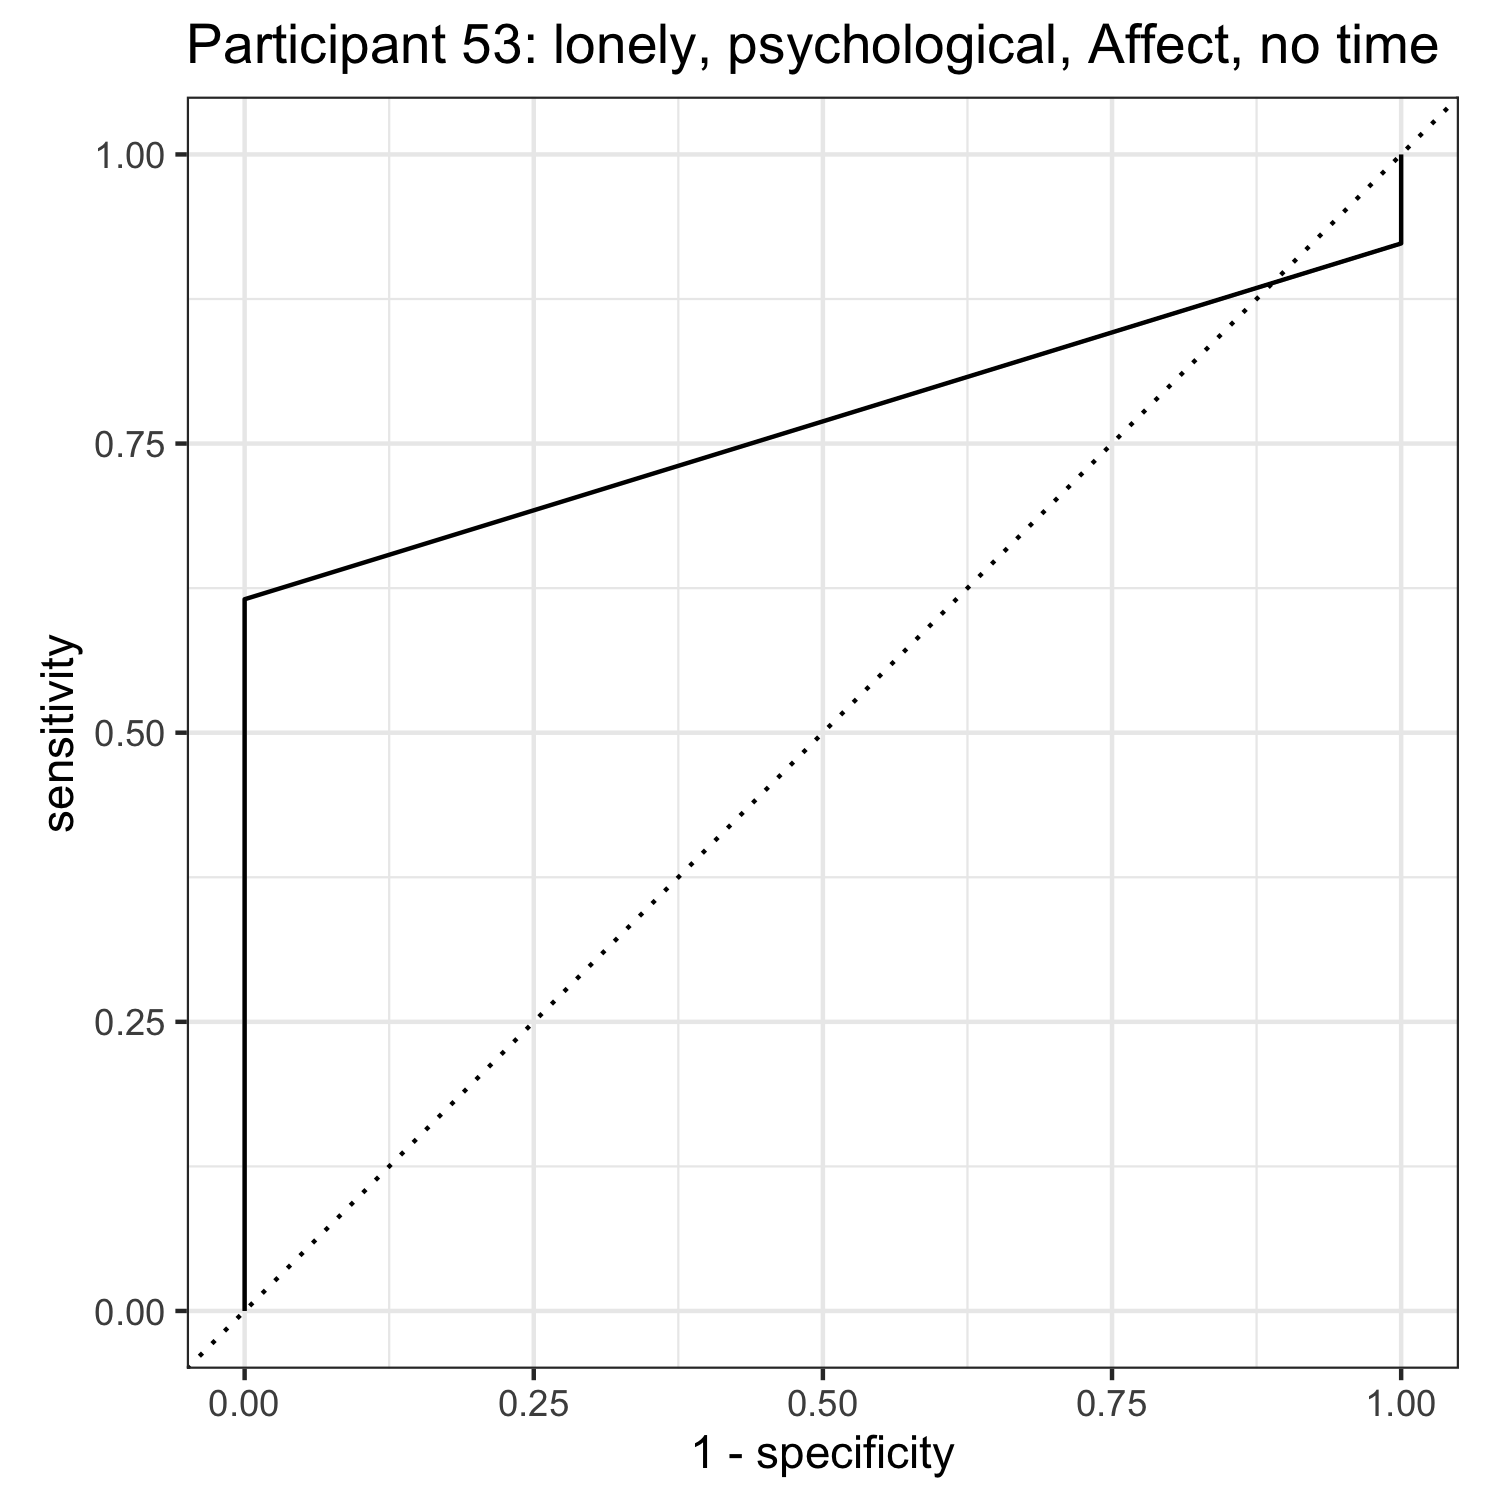 Participant 53: lonely, psychological, Affect, no time
1.00
0.75
0.50
0.25
0.00
sensitivity
0.00 0.25 0.50 0.75 1.00
1 - specificity